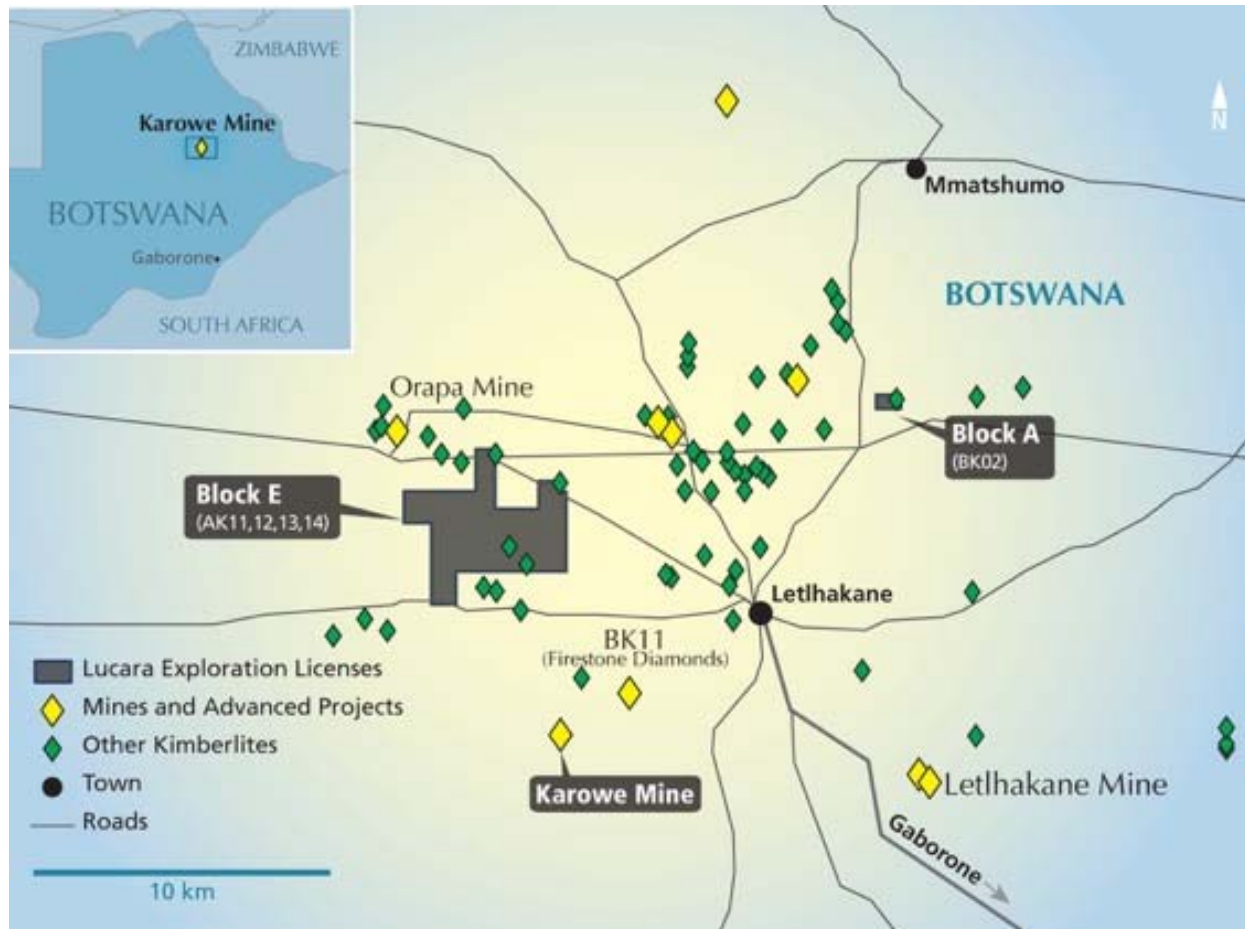 ZIMBABWE
Karowe Mine
BOTSWANA
Gaborone
SOUTH AFRICA
N
Mmatshumo
BOTSWANA
Orapa Mine
Block A
(BK02)
Block E
(AK11,12,13,14)
Letlhakane
BK11
(Firestone Diamonds)
Karowe Mine
Letlhakane Mine
Gaborone
Lucara Exploration Licenses
Mines and Advanced Projects
Other Kimberlites
Town
Roads
10 km